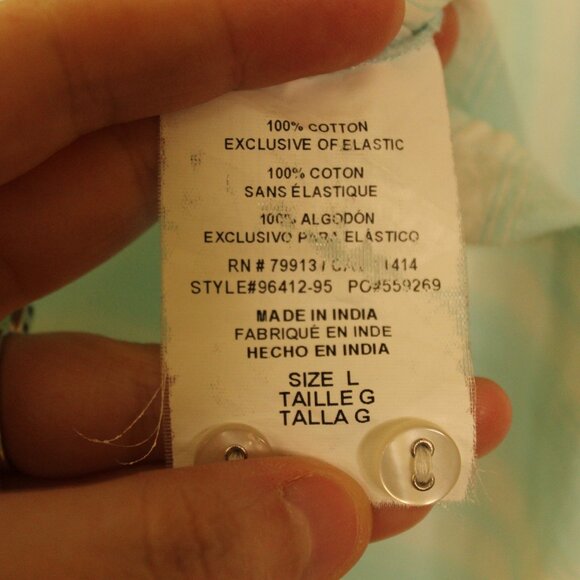 100% COTTON
EXCLUSIVE OF ELASTIC
100% COTON
SANS ÉLASTIQUE
100% ALGODÓN
EXCLUSIVO PARA ELÁSTICO
RN # 79913 / 1414
STYLE#96412-95 PO#559269
MADE IN INDIA
FABRIQUÉ EN INDE
HECHO EN INDIA
SIZE L
TAILLE G
TALLA G